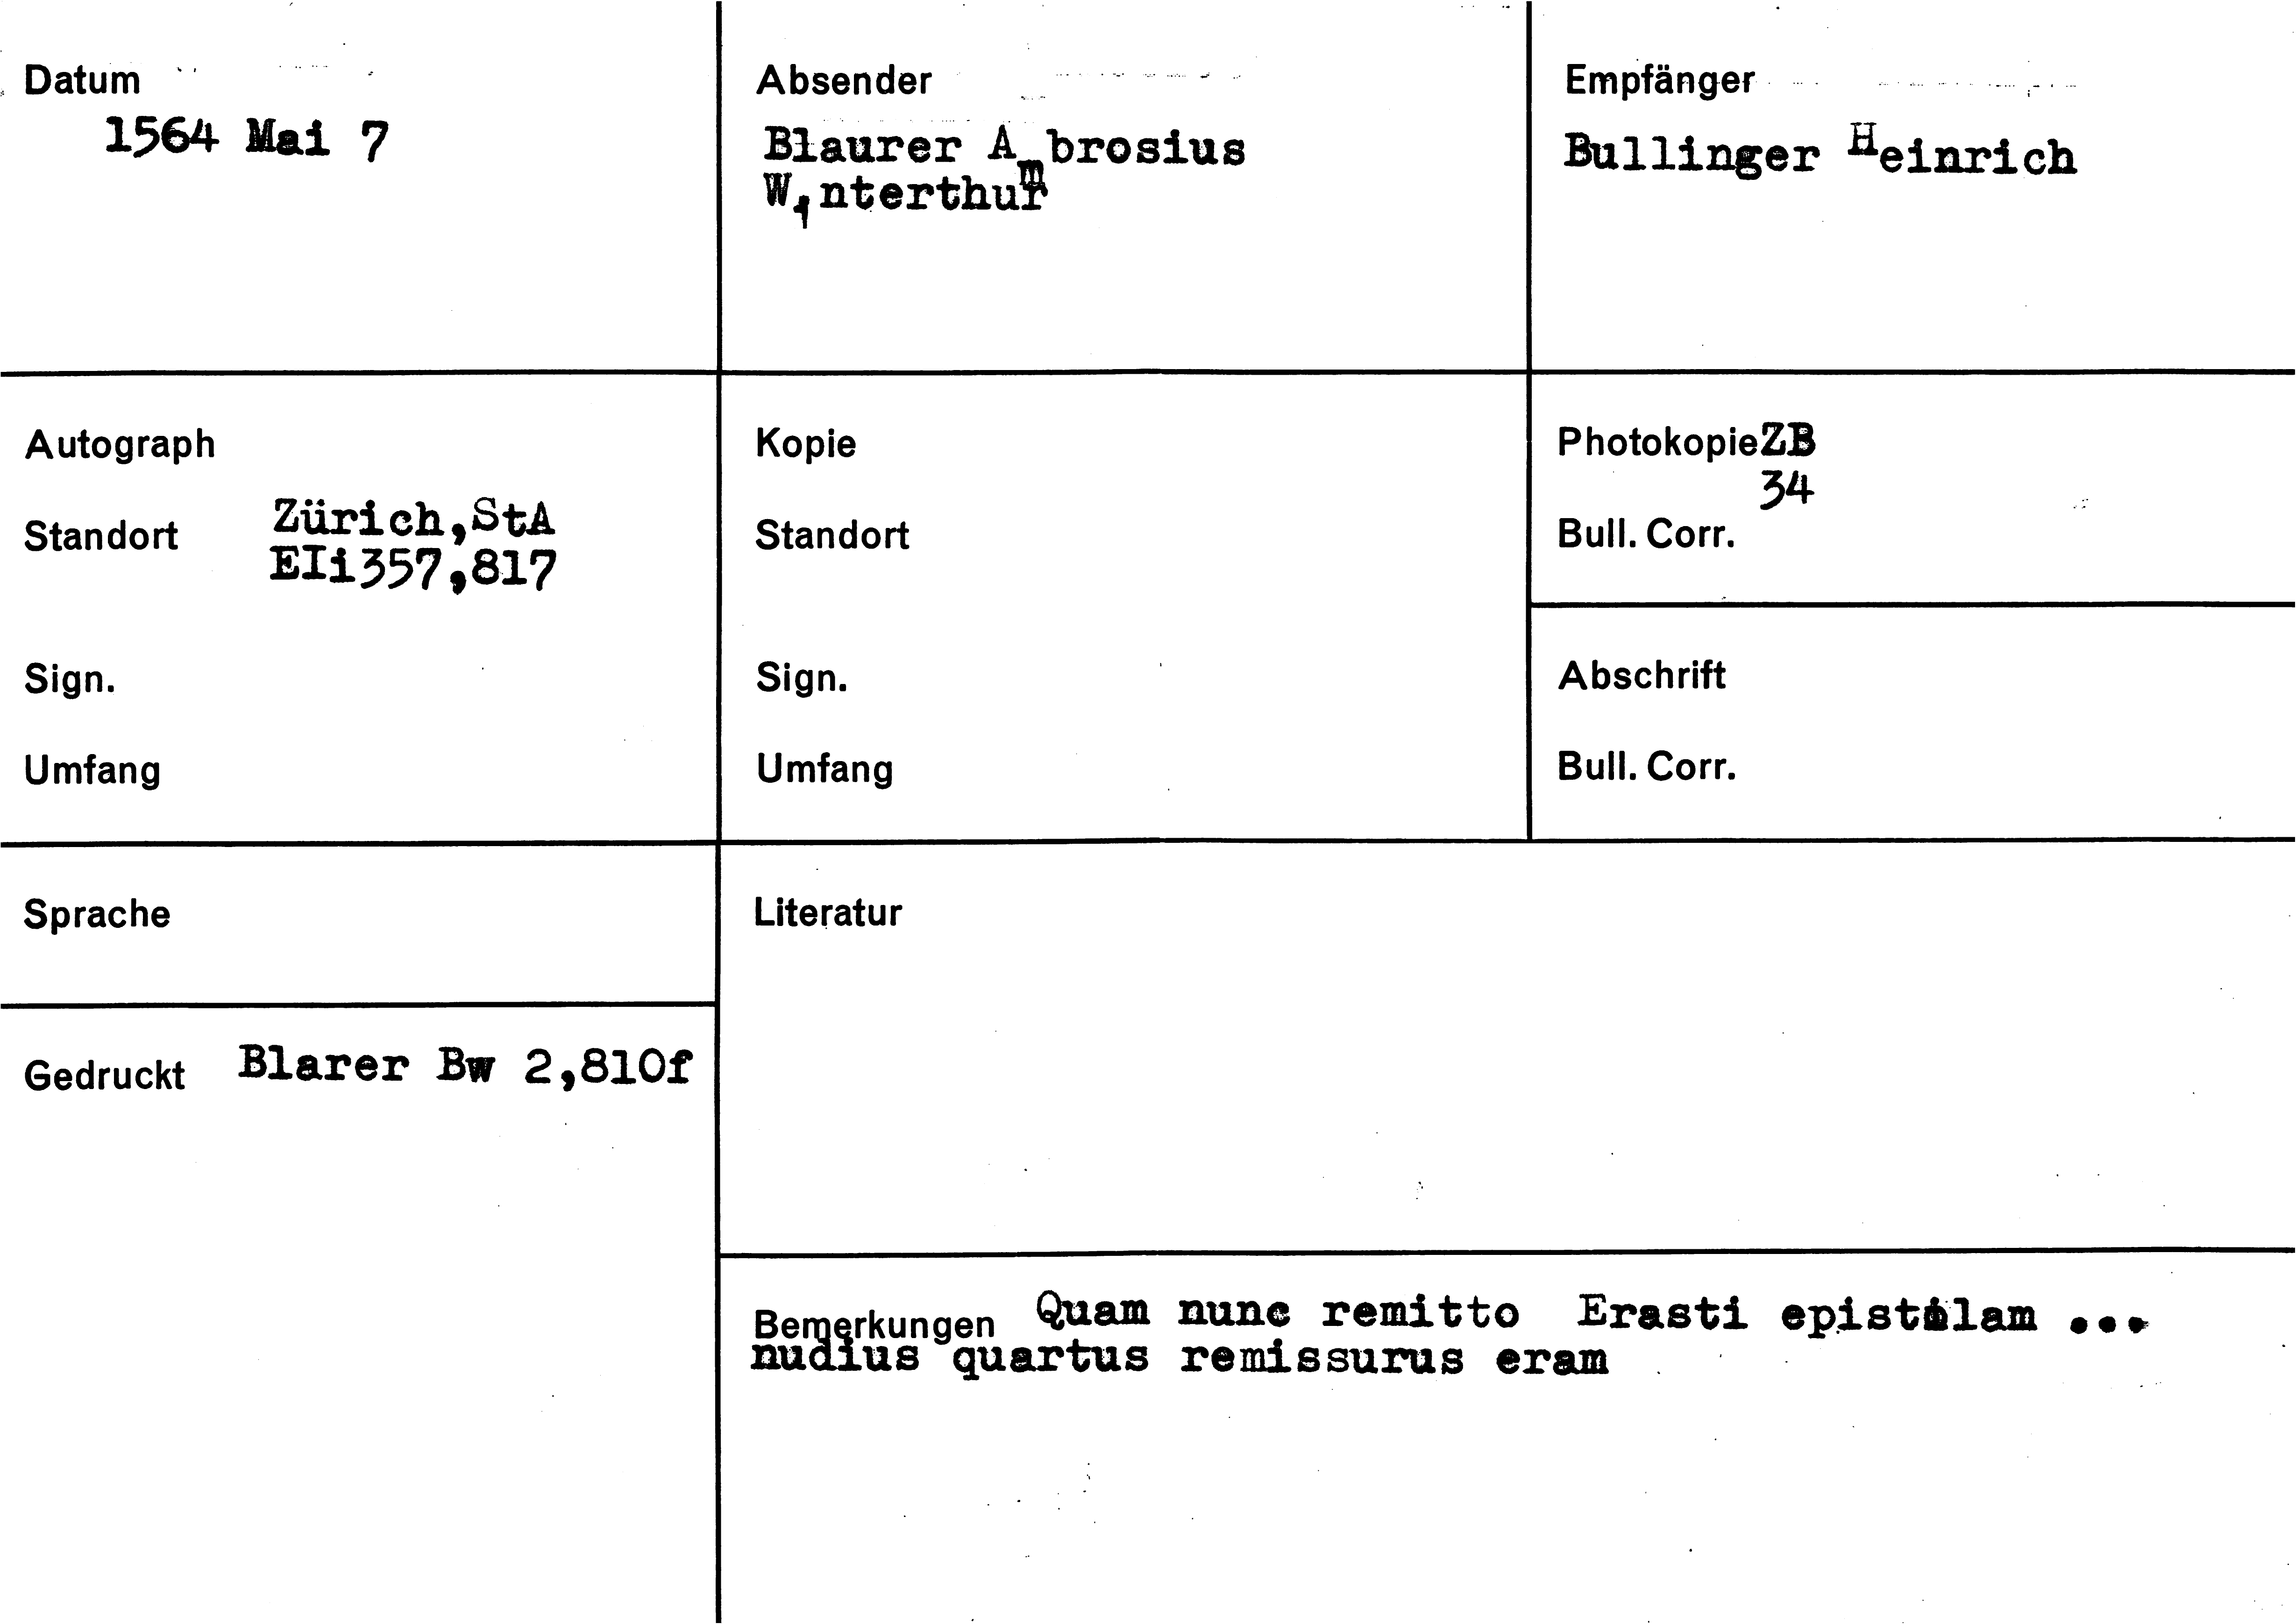 Datum
1564 Mai 7
Absender
Blaurer Ambrosius
Winterthur
Empfänger
Bullinger Heinrich
Autograph
Standort Zürich,StA
EIi357,817
Sign.
Umfang
Kopie
Standort
Sign.
Umfang
Photokopie ZB
34
Bull. Corr.
Abschrift
Bull. Corr.
Sprache
Literatur
Gedruckt Blarer Bw 2,810f
Bemerkungen Quam nunc remitto Erasti epistolam ...
nudius quartus remissurus eram